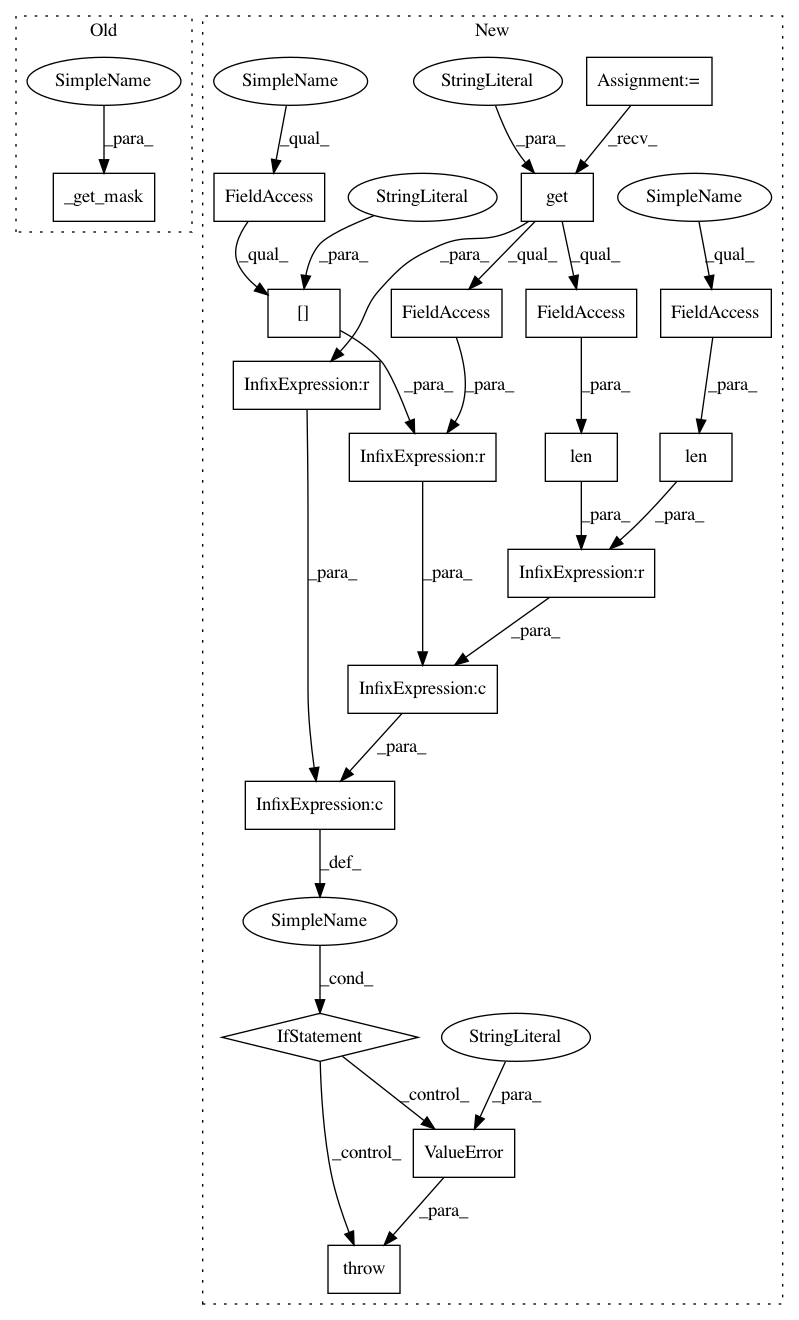 Old
New
SimpleName
SimpleName
StringLiteral
Assignment:=
_para_
_qual_
_para_
_recv_
_get_mask
FieldAccess
StringLiteral
get
SimpleName
_qual_
_para_
_para_
_qual_
_qual_
_qual_
[]
FieldAccess
FieldAccess
FieldAccess
InfixExpression:r
_para_
_para_
_para_
_para_
InfixExpression:r
len
len
_para_
_para_
_para_
_para_
InfixExpression:r
_para_
InfixExpression:c
_para_
InfixExpression:c
_def_
SimpleName
_cond_
IfStatement
StringLiteral
_control_
_para_
_control_
ValueError
_para_
throw